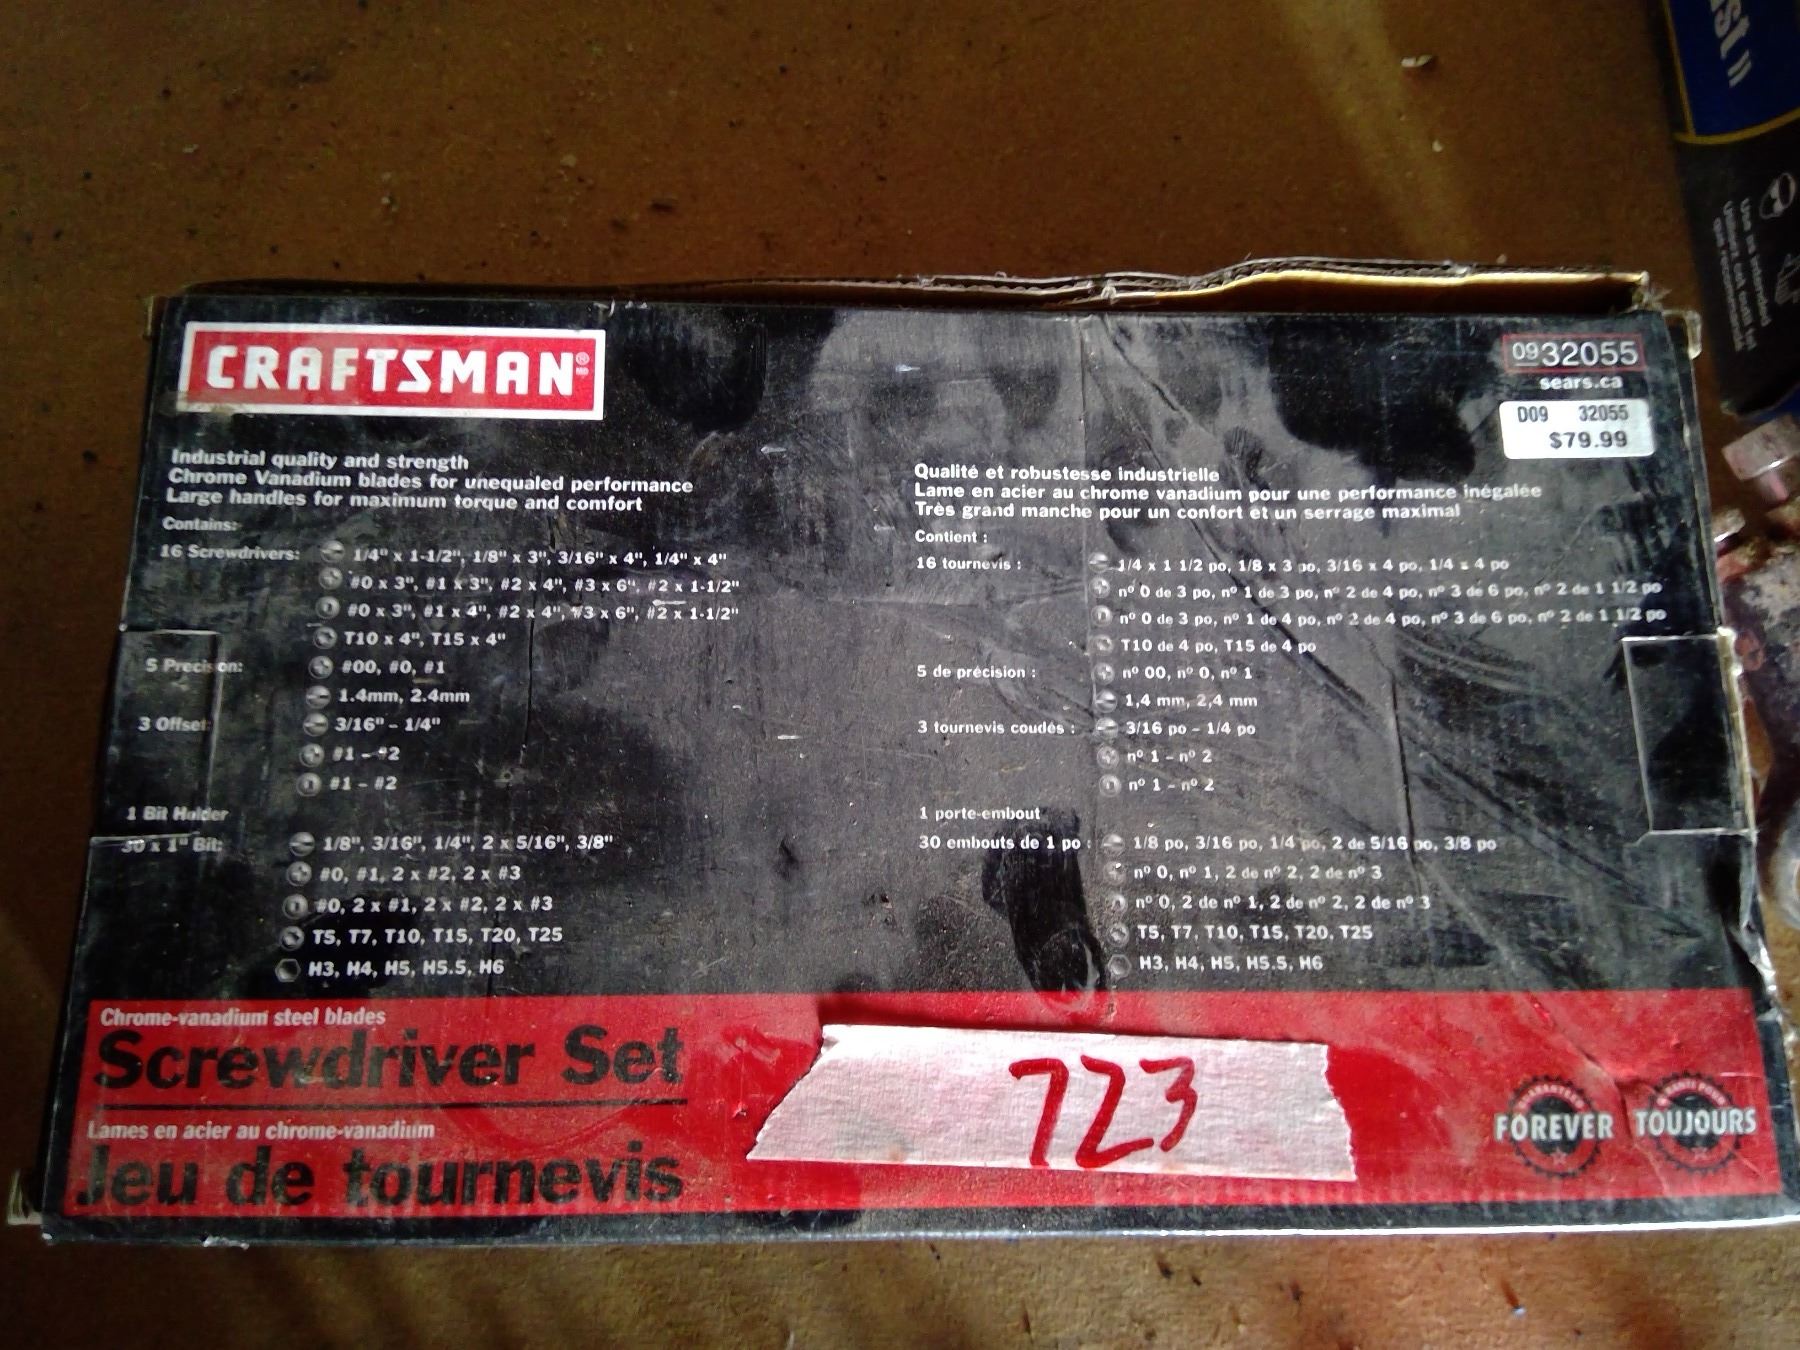 CRAFTSMAN®
0932055
sears.ca
D09 32055
$79.99
Industrial quality and strength
Chrome Vanadium blades for unequaled performance
Large handles for maximum torque and comfort
Contains:
16 Screwdrivers: 1/4" x 1-1/2", 1/8" x 3", 3/16" x 4", 1/4" x 4"
#0 x 3", #1 x 3", #2 x 4", #3 x 6", #2 x 1-1/2"
#0 x 3", #1 x 4", #2 x 4", #3 x 6", #2 x 1-1/2"
T10 x 4", T15 x 4"
5 Precision: #00, #0, #1
1.4mm, 2.4mm
3 Offset: 3/16" - 1/4"
#1 - #2
#1 - #2
1 Bit Holder
30 x 1" Bit: 1/8", 3/16", 1/4", 2 x 5/16", 3/8"
#0, #1, 2 x #2, 2 x #3
#0, 2 x #1, 2 x #2, 2 x #3
T5, T7, T10, T15, T20, T25
H3, H4, H5, H5.5, H6
Qualité et robustesse industrielle
Lame en acier au chrome vanadium pour une performance inégalée
Très grand manche pour un confort et un serrage maximal
Contient :
16 tournevis : 1/4 x 1 1/2 po, 1/8 x 3 po, 3/16 x 4 po, 1/4 x 4 po
nº 0 de 3 po, nº 1 de 3 po, nº 2 de 4 po, nº 3 de 6 po, nº 2 de 1 1/2 po
nº 0 de 3 po, nº 1 de 4 po, nº 2 de 4 po, nº 3 de 6 po, nº 2 de 1 1/2 po
T10 de 4 po, T15 de 4 po
5 de précision : nº 00, nº 0, nº 1
1,4 mm, 2,4 mm
3 tournevis coudés : 3/16 po - 1/4 po
nº 1 - nº 2
nº 1 - nº 2
1 porte-embout
30 embouts de 1 po : 1/8 po, 3/16 po, 1/4 po, 2 de 5/16 po, 3/8 po
nº 0, nº 1, 2 de nº 2, 2 de nº 3
nº 0, 2 de nº 1, 2 de nº 2, 2 de nº 3
T5, T7, T10, T15, T20, T25
H3, H4, H5, H5.5, H6
Chrome-vanadium steel blades
Screwdriver Set
Lames en acier au chrome-vanadium
Jeu de tournevis
723
FOREVER
TOUJOURS